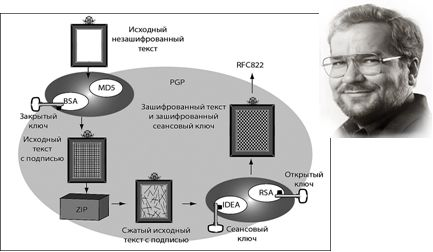 Исходный
незашифрованный
текст
RFC822
PGP
MD5
BSA
Закрытый
ключ
Зашифрованный текст
и зашифрованный
сеансовый ключ
Исходный
текст
с подписью
Открытый
ключ
RSA
IDEA
ZIP
Сжатый исходный
текст с подписью
Сеансовый
ключ